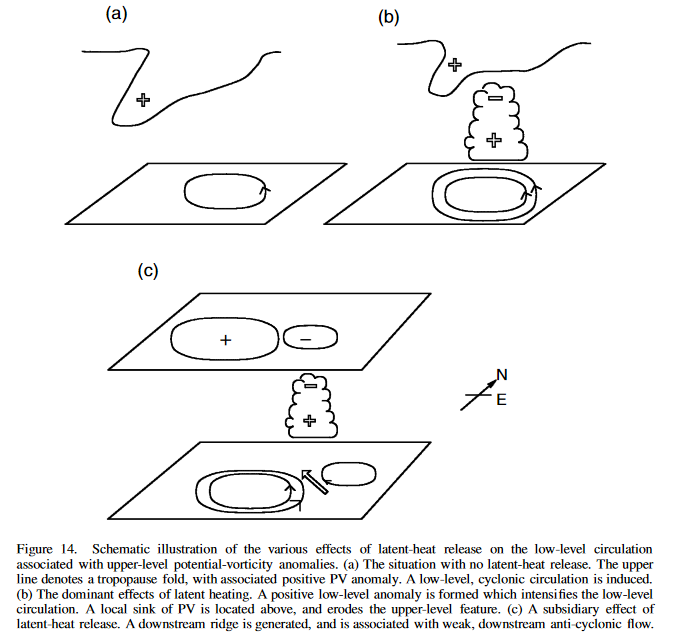 (a)
(b)
+
+
−
+
(c)
+
−
−
+
N
E
Figure 14. Schematic illustration of the various effects of latent-heat release on the low-level circulation
associated with upper-level potential-vorticity anomalies. (a) The situation with no latent-heat release. The upper
line denotes a tropopause fold, with associated positive PV anomaly. A low-level, cyclonic circulation is induced.
(b) The dominant effects of latent heating. A positive low-level anomaly is formed which intensifies the low-level
circulation. A local sink of PV is located above, and erodes the upper-level feature. (c) A subsidiary effect of
latent-heat release. A downstream ridge is generated, and is associated with weak, downstream anti-cyclonic flow.